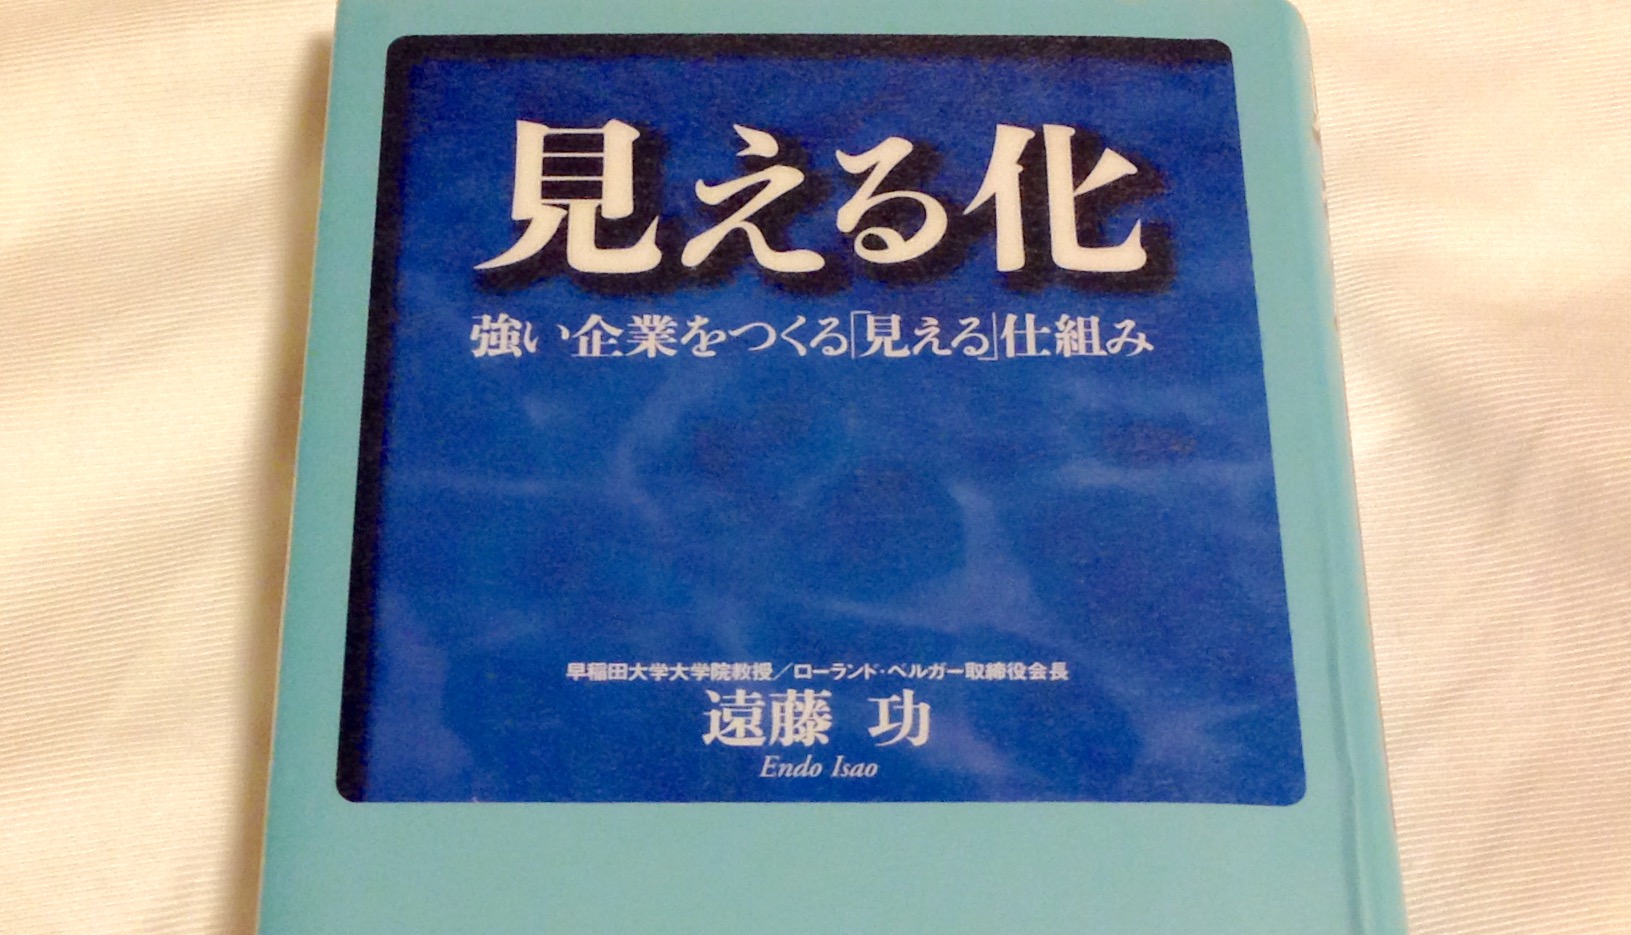 見える化
強い企業をつくる「見える」仕組み
早稲田大学大学院教授／ローランド・ベルガー取締役会長
遠藤 功
Endo Isao